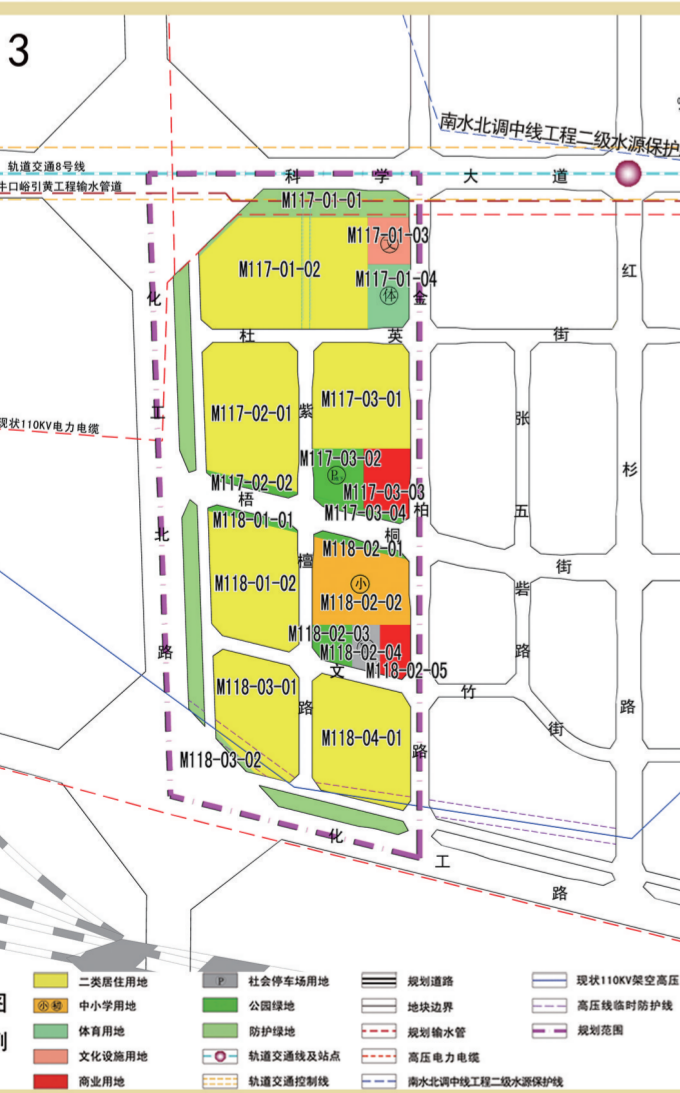 3
南水北调中线工程二级水源保护
轨道交通8号线
科 学 大 道
牛口峪引黄工程输水管道
M117-01-01
M117-01-03
文
M117-01-02
M117-01-04
体
化 工 北 路
金 柏 路
红 杉 路
杜 英 街
M117-02-01
紫 檀 路
M117-03-01
张 五 砦 路
现状110KV电力电缆
M117-03-02
P
M117-02-02
M117-03-03
梧 桐 街
M117-03-04
M118-01-01
M118-02-01
M118-01-02
小
M118-02-02
M118-02-03
M118-02-04
M118-02-05
文 竹 街
M118-03-01
M118-04-01
M118-03-02
化 工 路
图
例
二类居住用地
P
社会停车场用地
规划道路
现状110KV架空高压
小 幼
中小学用地
公园绿地
地块边界
高压线临时防护线
体育用地
防护绿地
规划输水管
规划范围
文化设施用地
轨道交通线及站点
高压电力电缆
商业用地
轨道交通控制线
南水北调中线工程二级水源保护线